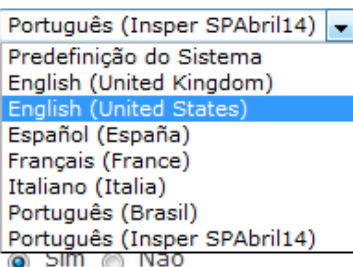 Português (Insper SPAbril14)
Predefinição do Sistema
English (United Kingdom)
English (United States)
Español (España)
Français (France)
Italiano (Italia)
Português (Brasil)
Português (Insper SPAbril14)
Sim Não